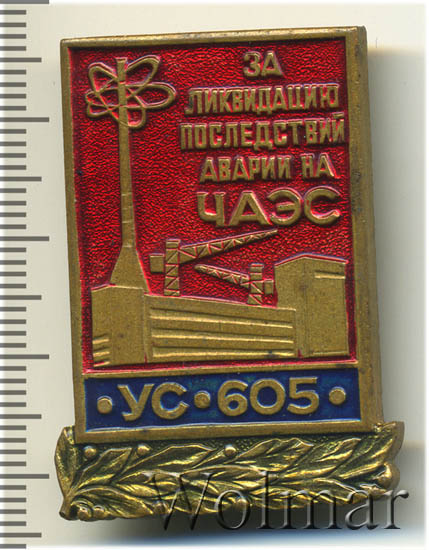 ЗА
ЛИКВИДАЦИЮ
ПОСЛЕДСТВИЙ
АВАРИИ НА
ЧАЭС
• УС • 605 •
Wolmar